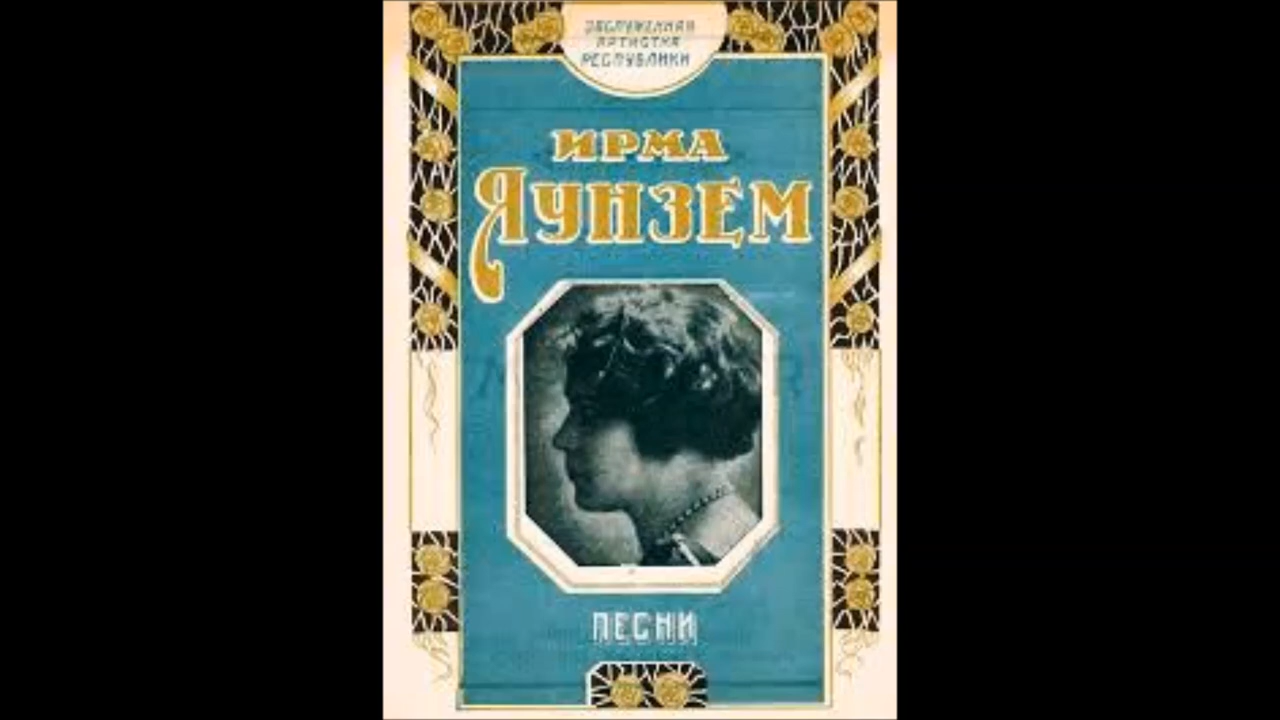 ЗАСЛУЖЕННАЯ
АРТИСТКА
РЕСПУБЛИКИ
ИРМА
ЯУНЗЕМ
ПЕСНИ